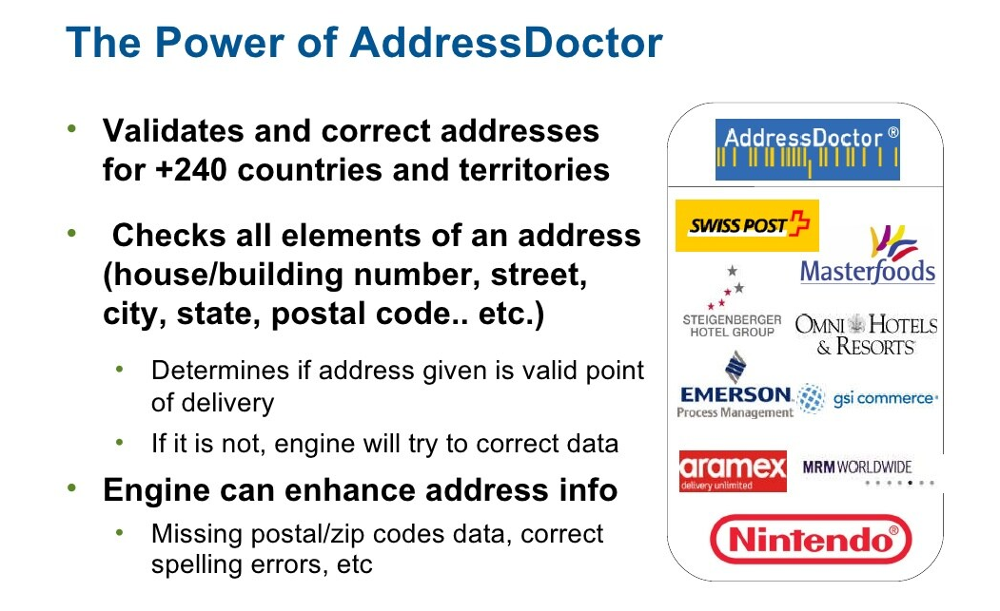 The Power of AddressDoctor
• Validates and correct addresses
for +240 countries and territories
• Checks all elements of an address
(house/building number, street,
city, state, postal code.. etc.)
• Determines if address given is valid point
of delivery
• If it is not, engine will try to correct data
• Engine can enhance address info
• Missing postal/zip codes data, correct
spelling errors, etc
AddressDoctor®
SWISS POST
Masterfoods
STEIGENBERGER
HOTEL GROUP
OMNI HOTELS
& RESORTS
EMERSON
Process Management
gsi commerce
aramex
delivery unlimited
MRM WORLDWIDE
Nintendo®